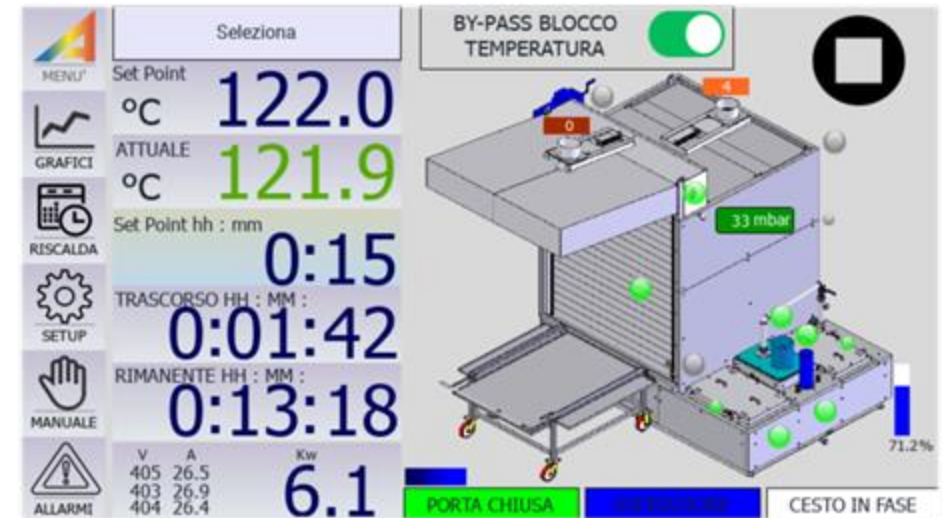 MENU'
GRAFICI
RISCALDA
SETUP
MANUALE
ALLARMI
Seleziona
Set Point
°C 122.0
ATTUALE
°C 121.9
Set Point hh : mm
0:15
TRASCORSO HH : MM :
0:01:42
RIMANENTE HH : MM :
0:13:18
V A Kw
405 26.5
403 26.9
404 26.4
6.1
BY-PASS BLOCCO
TEMPERATURA
4
0
33 mbar
71.2%
PORTA CHIUSA
CESTO IN FASE